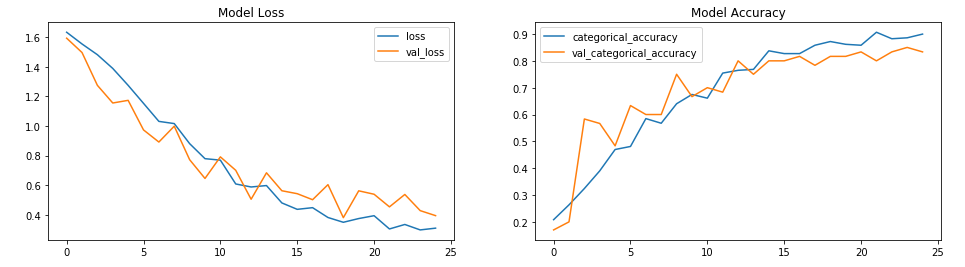 Model Loss
loss
val_loss
1.6
1.4
1.2
1.0
0.8
0.6
0.4
0 5 10 15 20 25
Model Accuracy
categorical_accuracy
val_categorical_accuracy
0.9
0.8
0.7
0.6
0.5
0.4
0.3
0.2
0 5 10 15 20 25